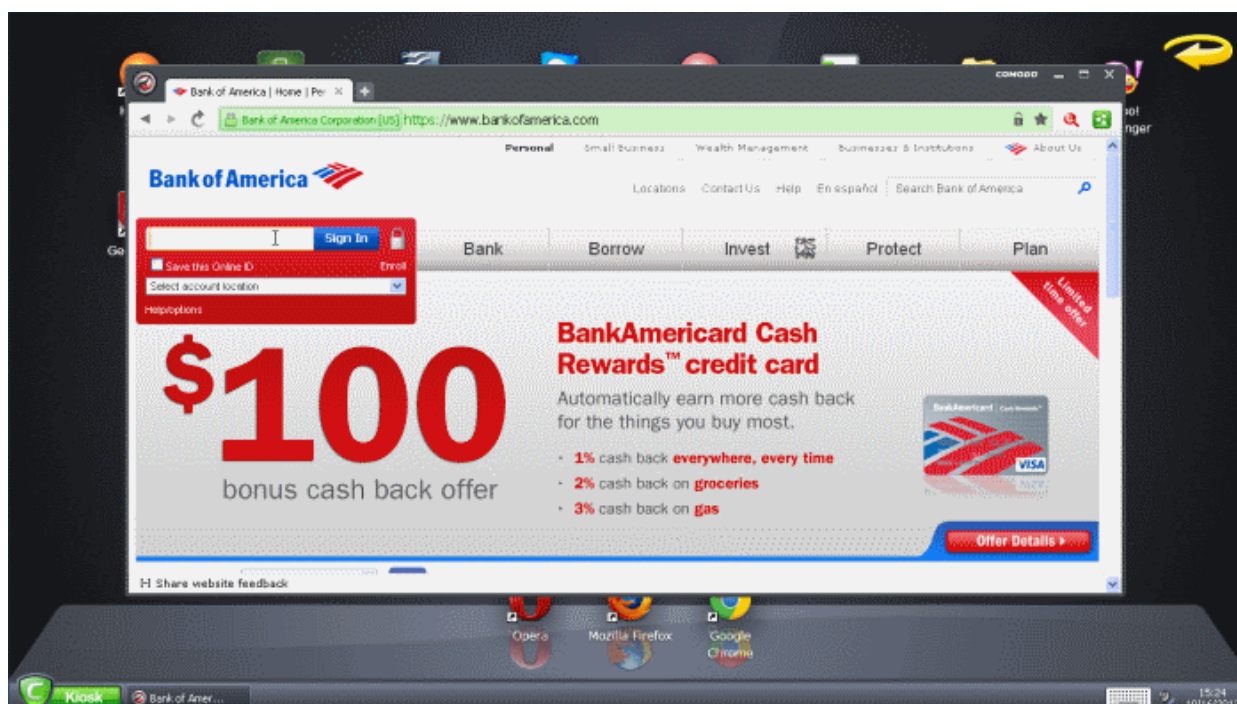 COMODO
Bank of America | Home | Per
Bank of America Corporation [US] https://www.bankofamerica.com
Personal Small Business Wealth Management Businesses & Institutions About Us
Bank of America
Locations Contact Us Help En español Search Bank of America
Sign In
Save this Online ID Enroll
Select account location
Help/options
Bank Borrow Invest Protect Plan
Limited
time offer
$100
bonus cash back offer
BankAmericard Cash
Rewards™ credit card
Automatically earn more cash back
for the things you buy most.
· 1% cash back everywhere, every time
· 2% cash back on groceries
· 3% cash back on gas
BankAmericard Cash Rewards™
VISA
Offer Details
Share website feedback
Opera
Mozilla Firefox
Google
Chrome
Kiosk
Bank of Amer...
15:24